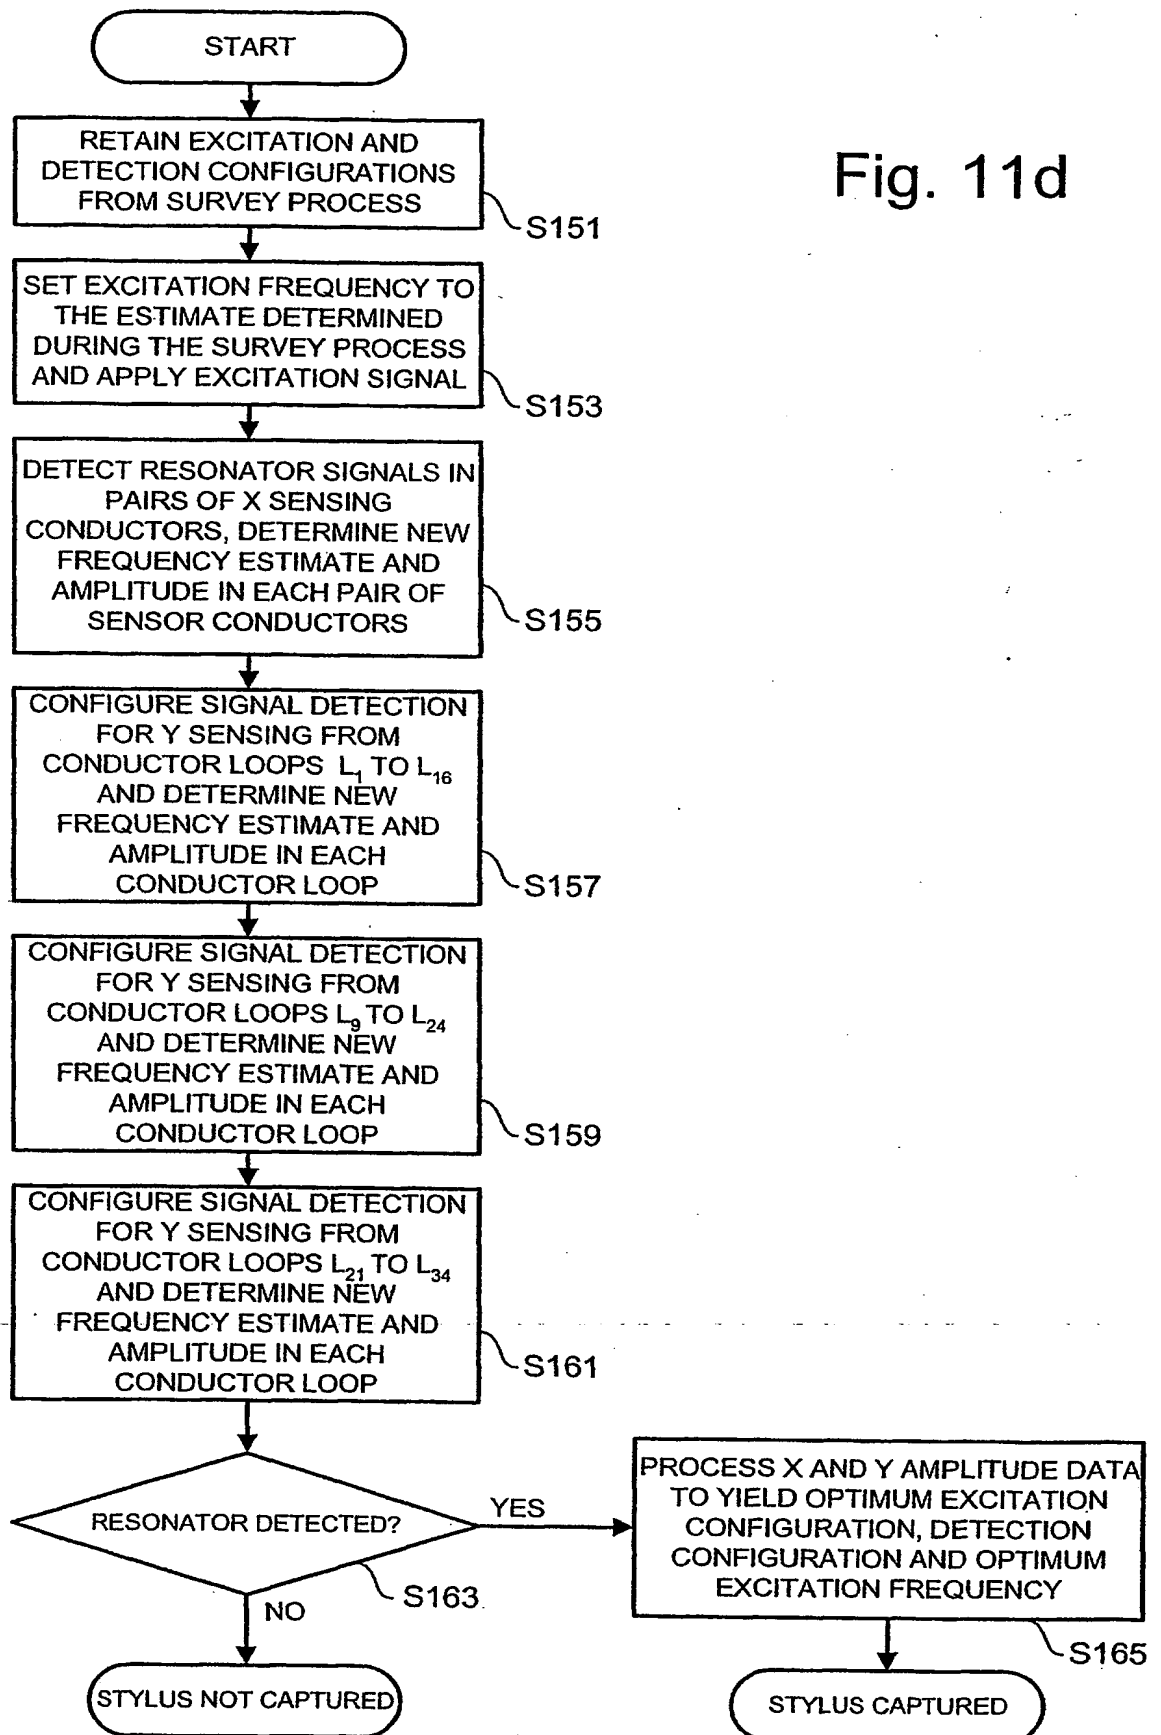 START
RETAIN EXCITATION AND
DETECTION CONFIGURATIONS
FROM SURVEY PROCESS
S151
Fig. 11d
SET EXCITATION FREQUENCY TO
THE ESTIMATE DETERMINED
DURING THE SURVEY PROCESS
AND APPLY EXCITATION SIGNAL
S153
DETECT RESONATOR SIGNALS IN
PAIRS OF X SENSING
CONDUCTORS, DETERMINE NEW
FREQUENCY ESTIMATE AND
AMPLITUDE IN EACH PAIR OF
SENSOR CONDUCTORS
S155
CONFIGURE SIGNAL DETECTION
FOR Y SENSING FROM
CONDUCTOR LOOPS L1 TO L16
AND DETERMINE NEW
FREQUENCY ESTIMATE AND
AMPLITUDE IN EACH
CONDUCTOR LOOP
S157
CONFIGURE SIGNAL DETECTION
FOR Y SENSING FROM
CONDUCTOR LOOPS L9 TO L24
AND DETERMINE NEW
FREQUENCY ESTIMATE AND
AMPLITUDE IN EACH
CONDUCTOR LOOP
S159
CONFIGURE SIGNAL DETECTION
FOR Y SENSING FROM
CONDUCTOR LOOPS L21 TO L34
AND DETERMINE NEW
FREQUENCY ESTIMATE AND
AMPLITUDE IN EACH
CONDUCTOR LOOP
S161
RESONATOR DETECTED?
S163
YES
NO
PROCESS X AND Y AMPLITUDE DATA
TO YIELD OPTIMUM EXCITATION
CONFIGURATION, DETECTION
CONFIGURATION AND OPTIMUM
EXCITATION FREQUENCY
S165
STYLUS NOT CAPTURED
STYLUS CAPTURED